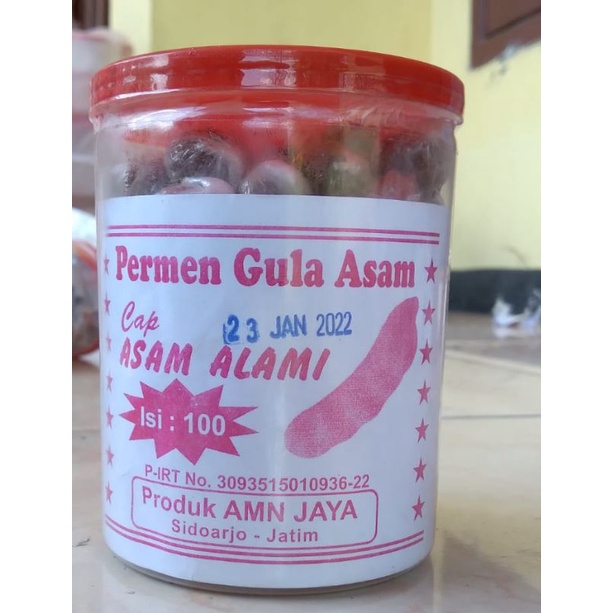 Permen Gula Asam
Cap
23 JAN 2022
ASAM ALAMI
Isi : 100
P-IRT No. 3093515010936-22
Produk AMN JAYA
Sidoarjo - Jatim